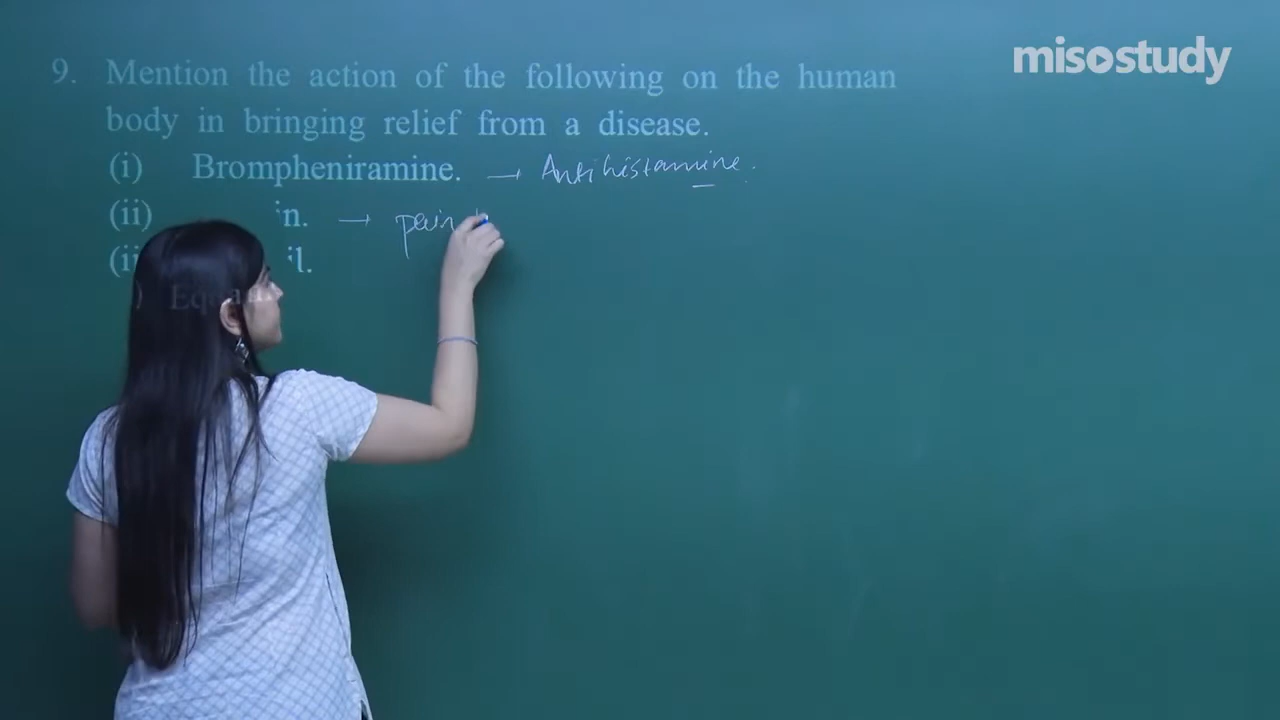 misostudy
9. Mention the action of the following on the human
body in bringing relief from a disease.
(i) Brompheniramine. → Antihistamine.
(ii) in. → pain
il.